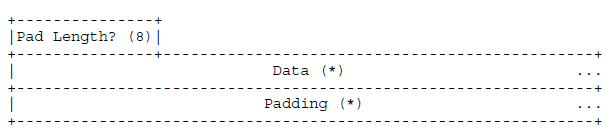 +---------------+
|Pad Length? (8)|
+---------------+-----------------------------------------------+
|                            Data (*)                         ...
+---------------------------------------------------------------+
|                           Padding (*)                       ...
+---------------------------------------------------------------+